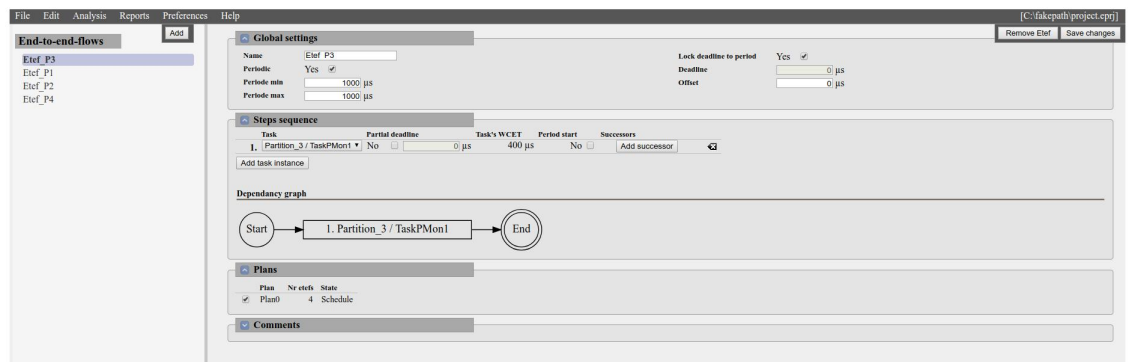 File Edit Analysis Reports Preferences Help [C:\fakepath\project.eprj]
End-to-end-flows Add
Etef_P3
Etef_P1
Etef_P2
Etef_P4
Remove Etef Save changes
Global settings
Name Etef_P3 Lock deadline to period Yes
Periodic Yes Deadline 0 µs
Periode min 1000 µs Offset 0 µs
Periode max 1000 µs
Steps sequence
Task Partial deadline Task's WCET Period start Successors
1. Partition_3 / TaskPMon1 No 0 µs 400 µs No Add successor
Add task instance
Dependancy graph
Start 1. Partition_3 / TaskPMon1 End
Plans
Plan Nr etefs State
Plan0 4 Schedule
Comments